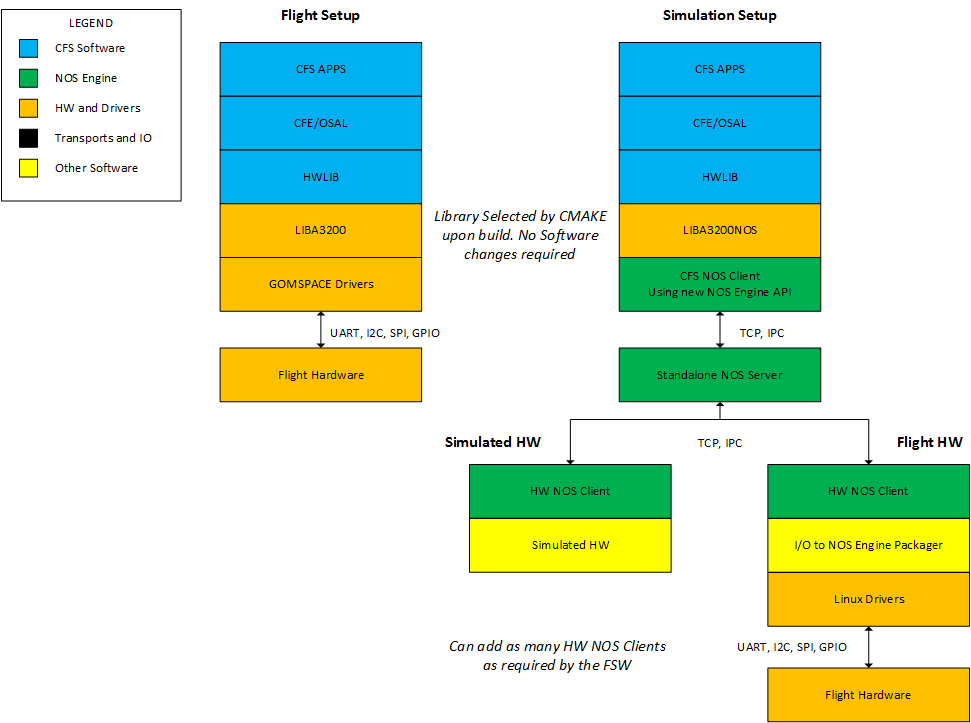 LEGEND
CFS Software
NOS Engine
HW and Drivers
Transports and IO
Other Software
Flight Setup
CFS APPS
CFE/OSAL
HWLIB
LIBA3200
GOMSPACE Drivers
UART, I2C, SPI, GPIO
Flight Hardware
Library Selected by CMAKE
upon build. No Software
changes required
Simulation Setup
CFS APPS
CFE/OSAL
HWLIB
LIBA3200NOS
CFS NOS Client
Using new NOS Engine API
TCP, IPC
Standalone NOS Server
TCP, IPC
Simulated HW
HW NOS Client
Simulated HW
Flight HW
HW NOS Client
I/O to NOS Engine Packager
Linux Drivers
UART, I2C, SPI, GPIO
Flight Hardware
Can add as many HW NOS Clients
as required by the FSW